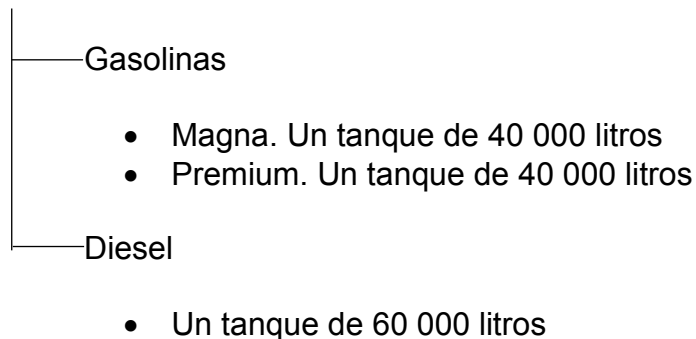 Gasolinas
• Magna. Un tanque de 40 000 litros
• Premium. Un tanque de 40 000 litros
Diesel
• Un tanque de 60 000 litros